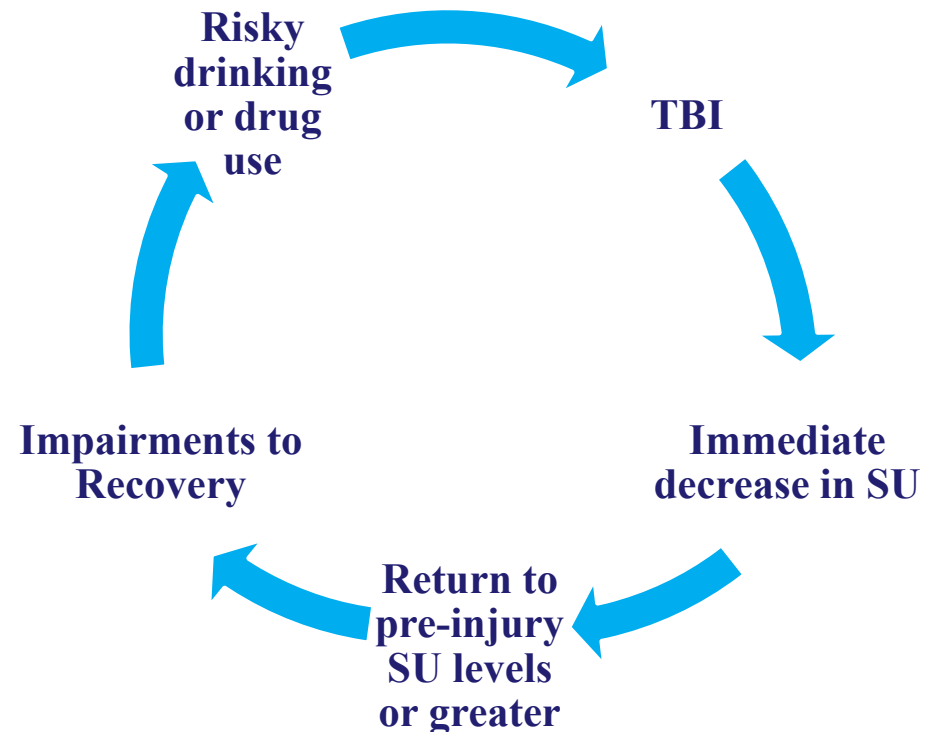 Risky
drinking
or drug
use
TBI
Immediate
decrease in SU
Return to
pre-injury
SU levels
or greater
Impairments to
Recovery